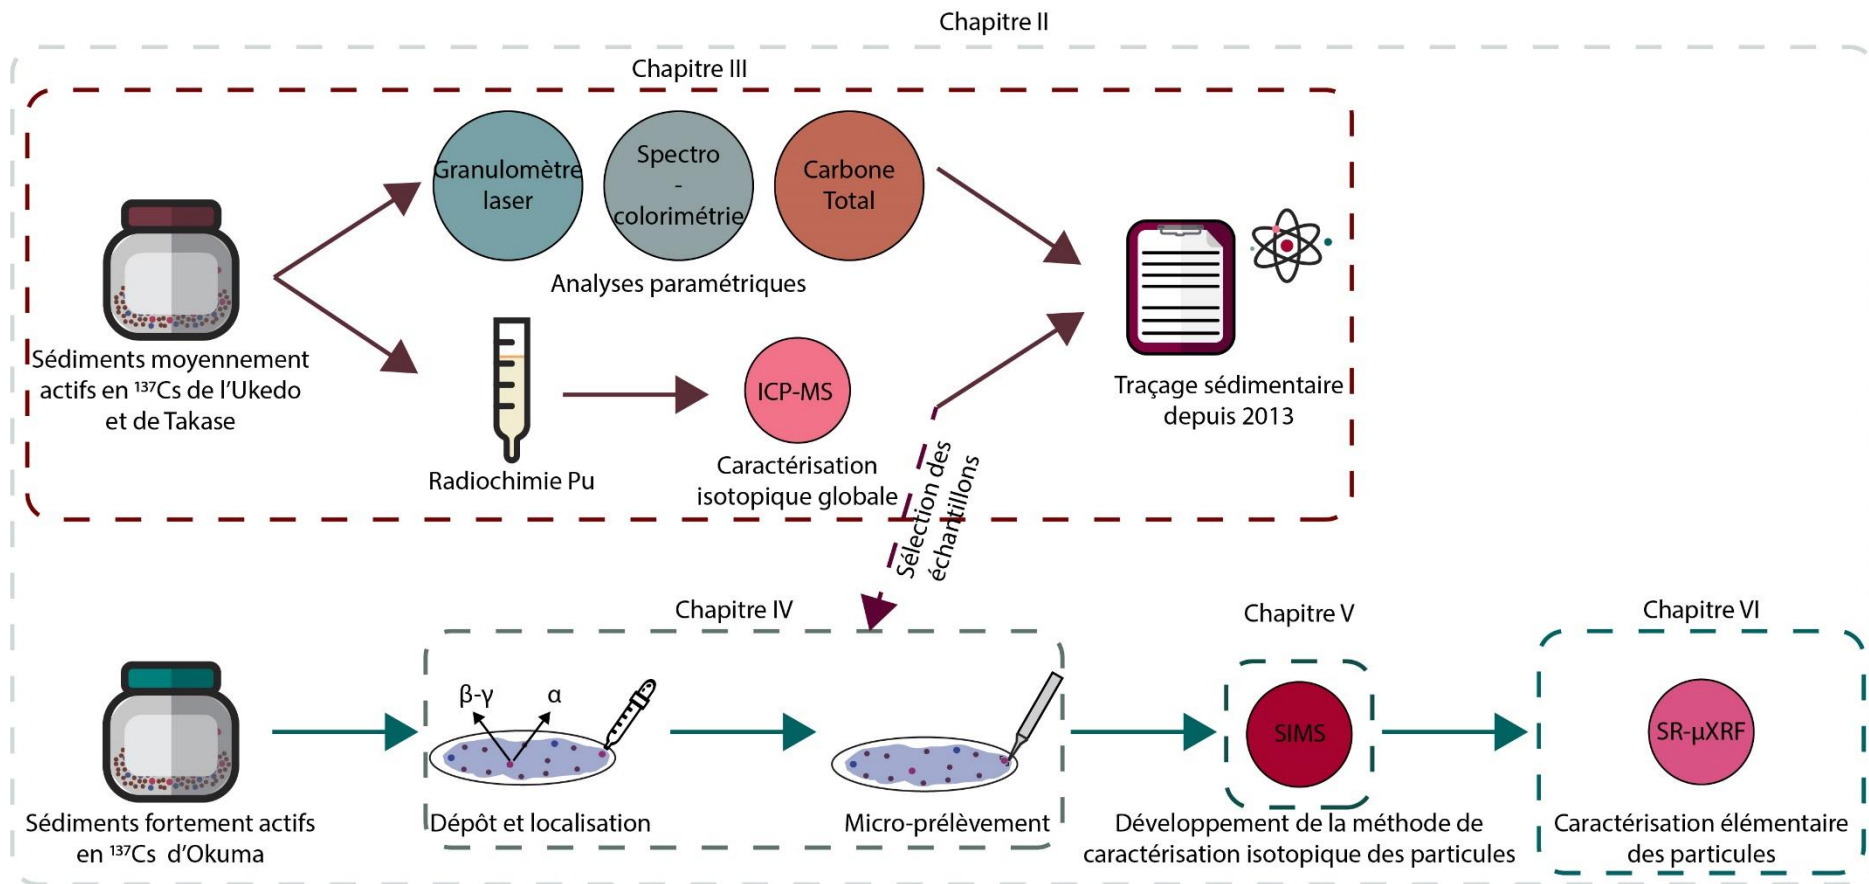 Chapitre II
Chapitre III
Granulomètre
laser
Spectro
-
colorimétrie
Carbone
Total
Analyses paramétriques
Sédiments moyennement
actifs en ¹³⁷Cs de l’Ukedo
et de Takase
Radiochimie Pu
ICP-MS
Caractérisation
isotopique globale
Traçage sédimentaire
depuis 2013
Sélection des
échantillons
Chapitre IV
Chapitre V
Chapitre VI
β-γ
α
SIMS
SR-µXRF
Sédiments fortement actifs
en ¹³⁷Cs d’Okuma
Dépôt et localisation
Micro-prélèvement
Développement de la méthode de
caractérisation isotopique des particules
Caractérisation élémentaire
des particules